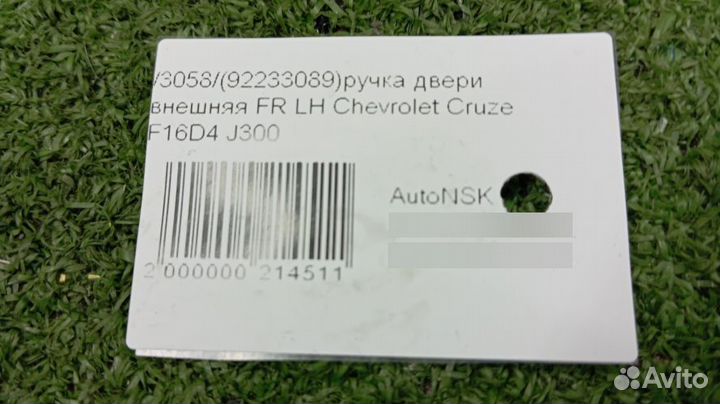 /3058/(92233089)ручка двери
внешняя FR LH Chevrolet Cruze
F16D4 J300
AutoNSK
2 000000 214511
Avito